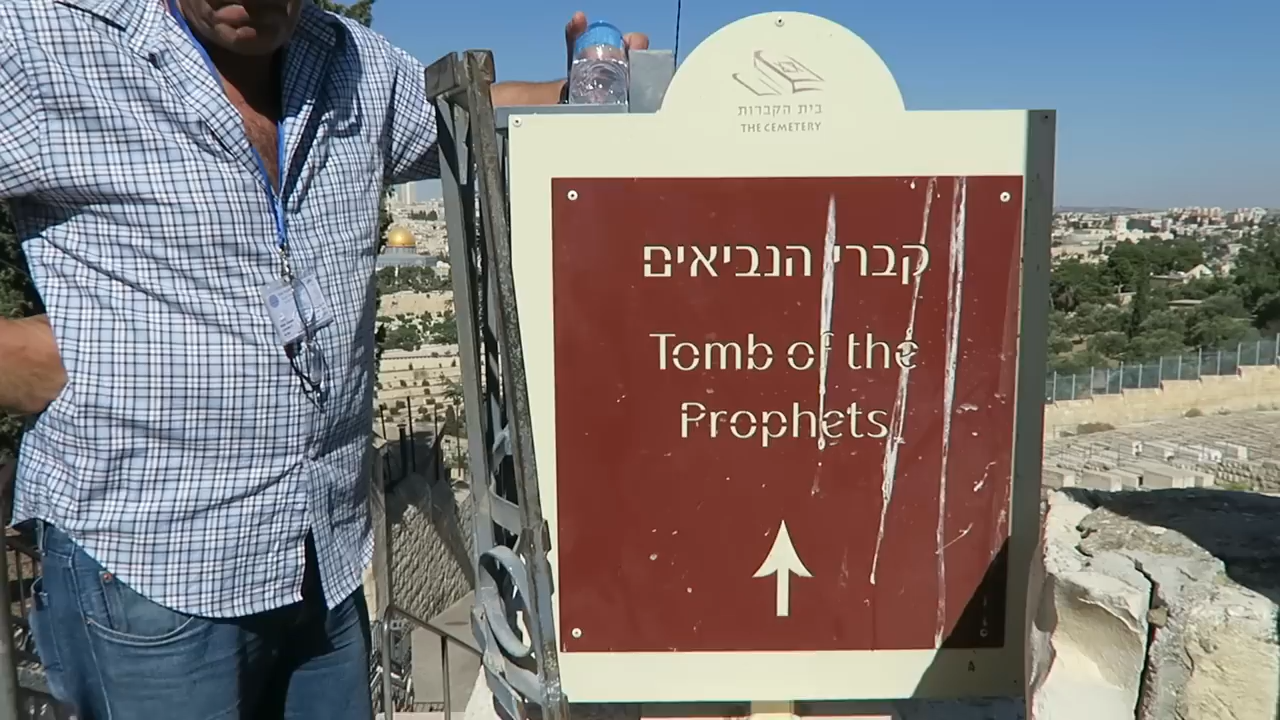 בית הקברות
THE CEMETERY
קברי הנביאים
Tomb of the
Prophets